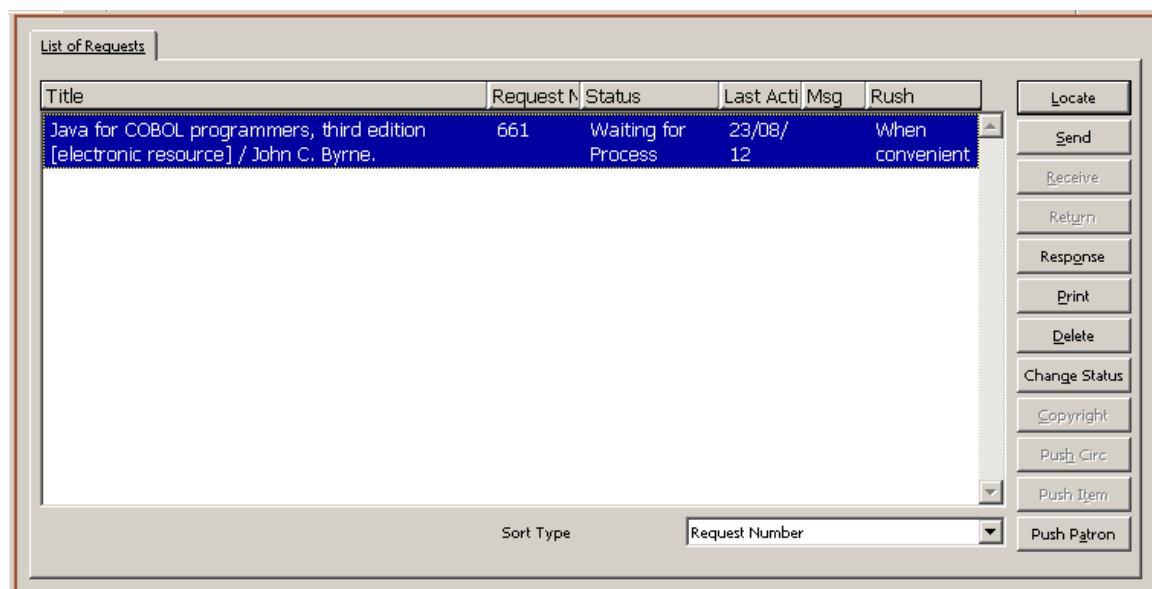 List of Requests
Title Request N Status Last Acti Msg Rush
Java for COBOL programmers, third edition 661 Waiting for 23/08/ When
[electronic resource] / John C. Byrne. Process 12 convenient
Locate
Send
Receive
Return
Response
Print
Delete
Change Status
Copyright
Push Circ
Push Item
Sort Type Request Number Push Patron